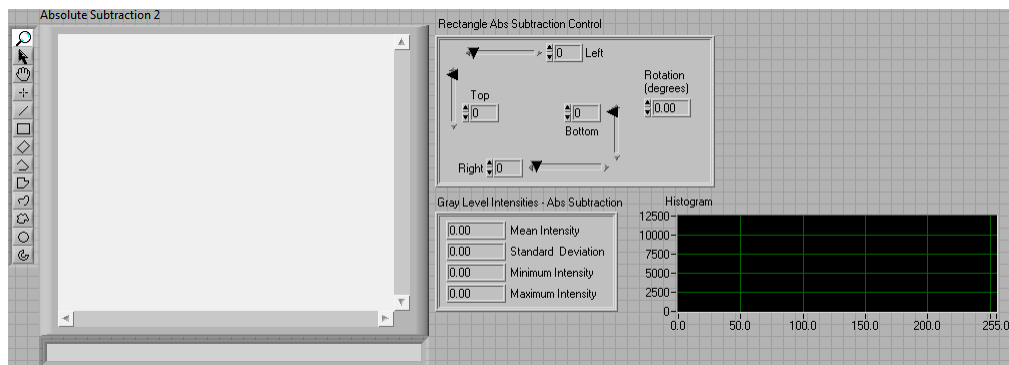 Absolute Subtraction 2
Rectangle Abs Subtraction Control
0 Left
Top
0
0
Bottom
Rotation
(degrees)
0.00
Right 0
Gray Level Intensities - Abs Subtraction
0.00 Mean Intensity
0.00 Standard Deviation
0.00 Minimum Intensity
0.00 Maximum Intensity
Histogram
12500
10000
7500
5000
2500
0
0.0 50.0 100.0 150.0 200.0 255.0